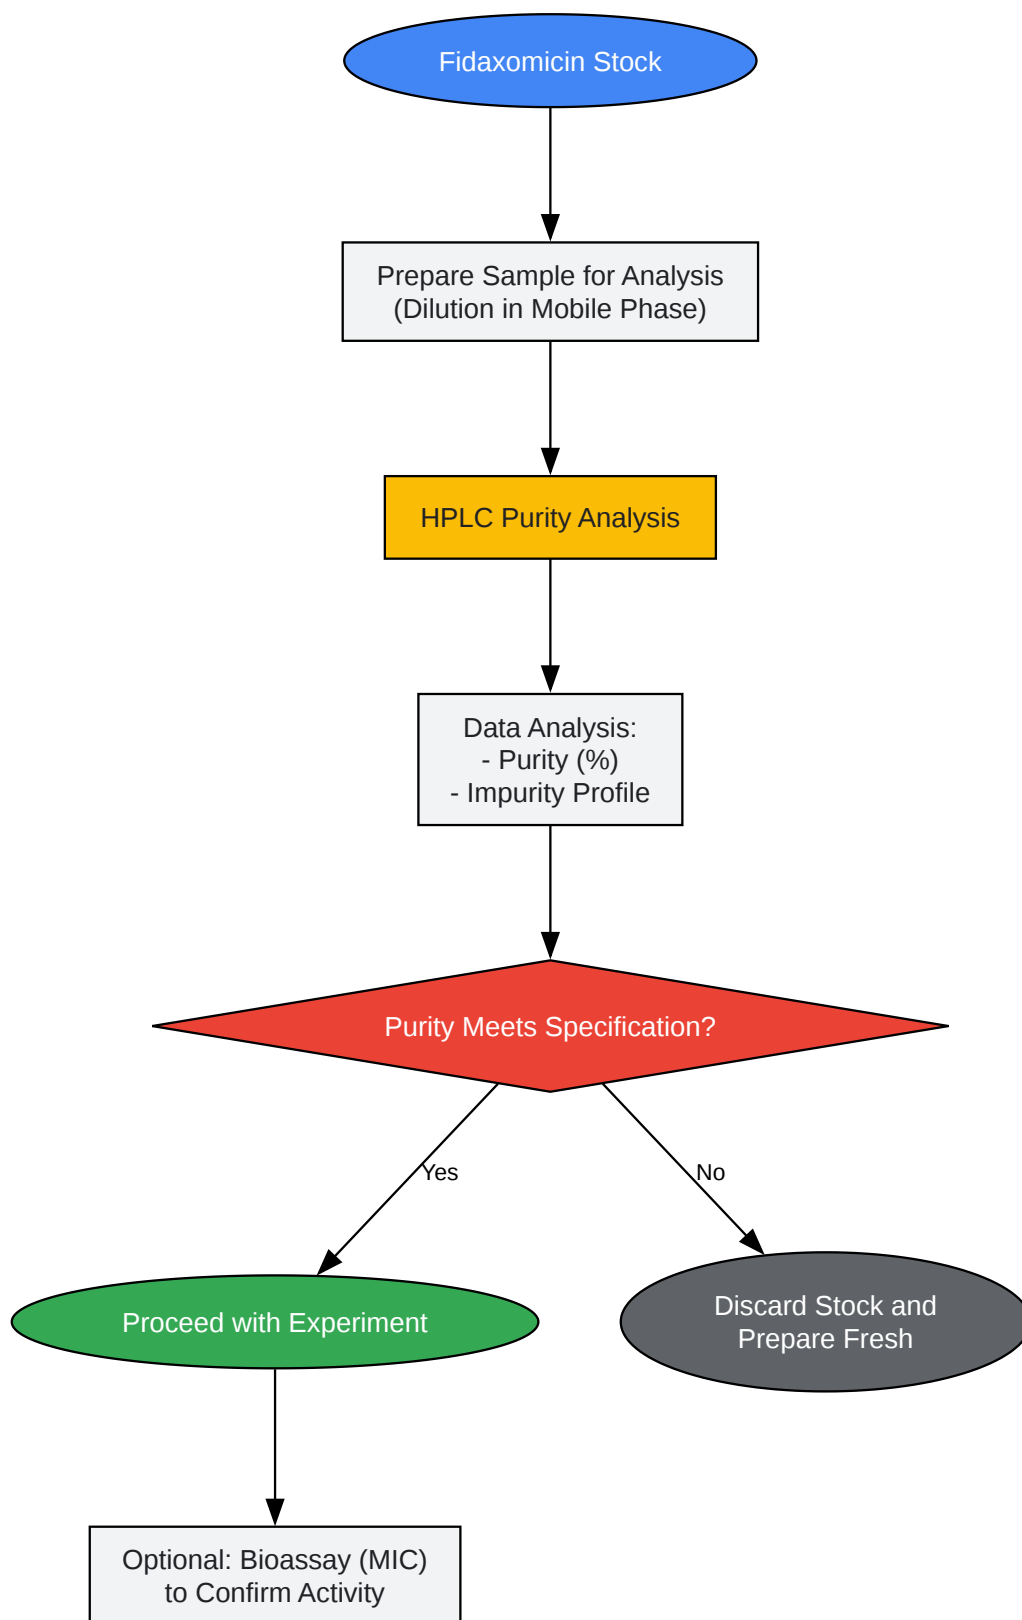 Fidaxomicin Stock
Prepare Sample for Analysis
(Dilution in Mobile Phase)
HPLC Purity Analysis
Data Analysis:
- Purity (%)
- Impurity Profile
Purity Meets Specification?
Yes
No
Proceed with Experiment
Discard Stock and
Prepare Fresh
Optional: Bioassay (MIC)
to Confirm Activity